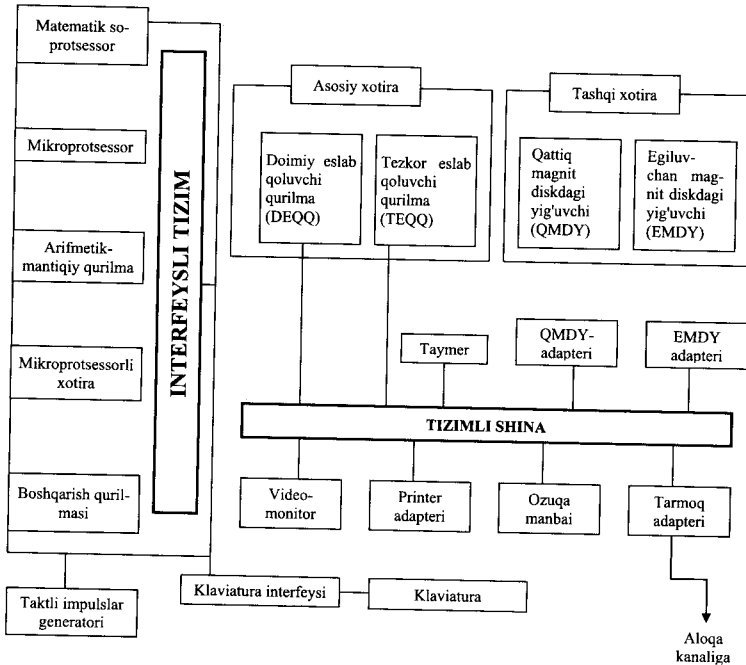 Matematik so-
protsessor
Mikroprotsessor
Arifmetik-
mantiqiy qurilma
Mikroprotsessorli
xotira
Boshqarish quril-
masi
Taktli impulslar
generatori
INTERFEYSLI TIZIM
Asosiy xotira
Doimiy eslab
qoluvchi
qurilma
(DEQQ)
Tezkor eslab
qoluvchi
qurilma
(TEQQ)
Tashqi xotira
Qattiq
magnit
diskdagi
yig'uvchi
(QMDY)
Egiluv-
chan mag-
nit diskdagi
yig'uvchi
(EMDY)
Taymer
QMDY-
adapteri
EMDY
adapteri
TIZIMLI SHINA
Video-
monitor
Printer
adapteri
Ozuqa
manbai
Tarmoq
adapteri
Klaviatura interfeysi
Klaviatura
Aloqa
kanaliga